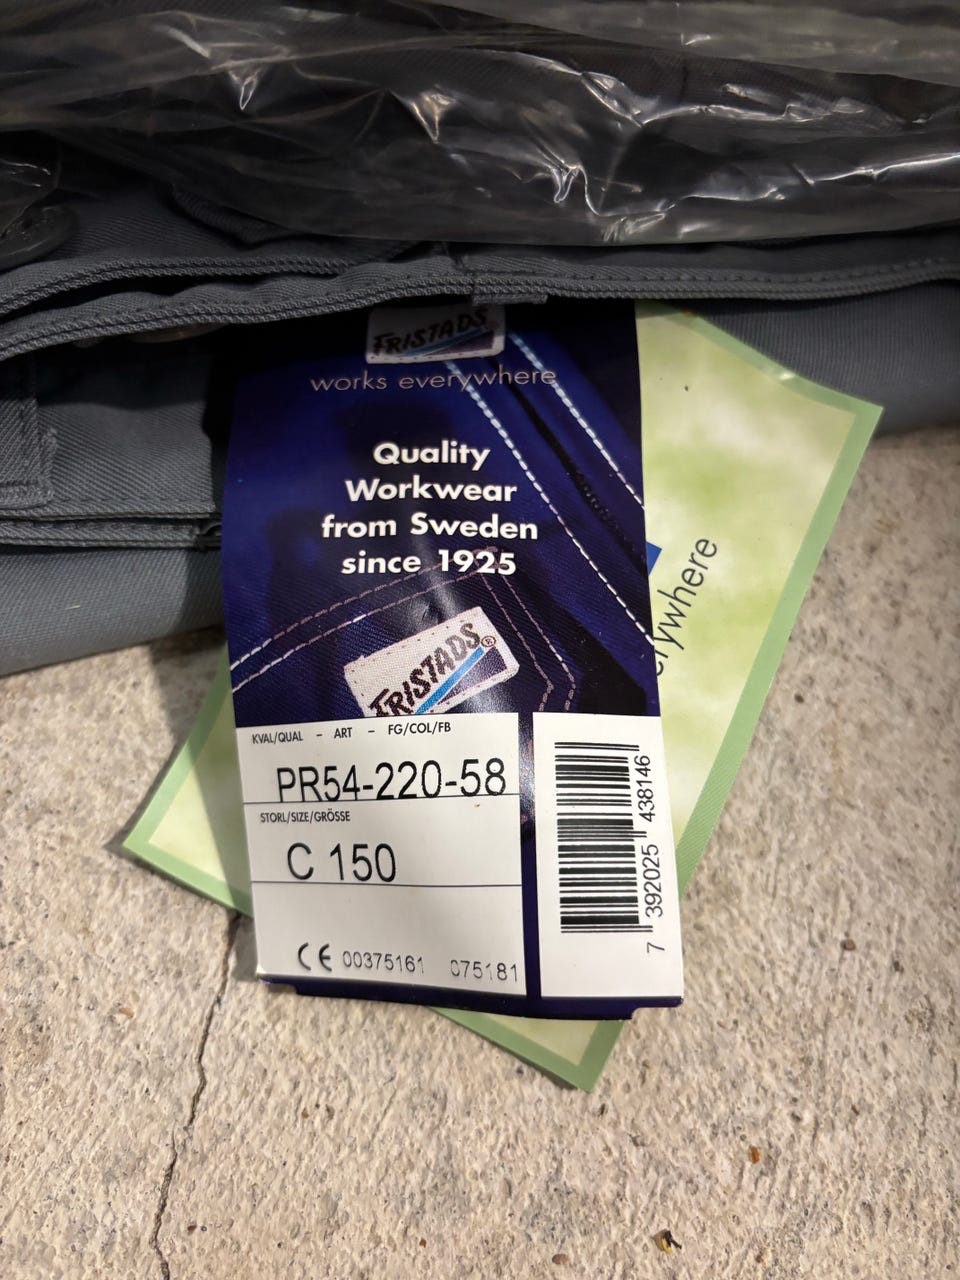 FRISTADS
works everywhere
Quality
Workwear
from Sweden
since 1925
FRISTADS®
erywhere
KVAL/QUAL – ART – FG/COL/FB
PR54-220-58
STORL/SIZE/GRÖSSE
C 150
CE 00375161 075181
7 392025 438146